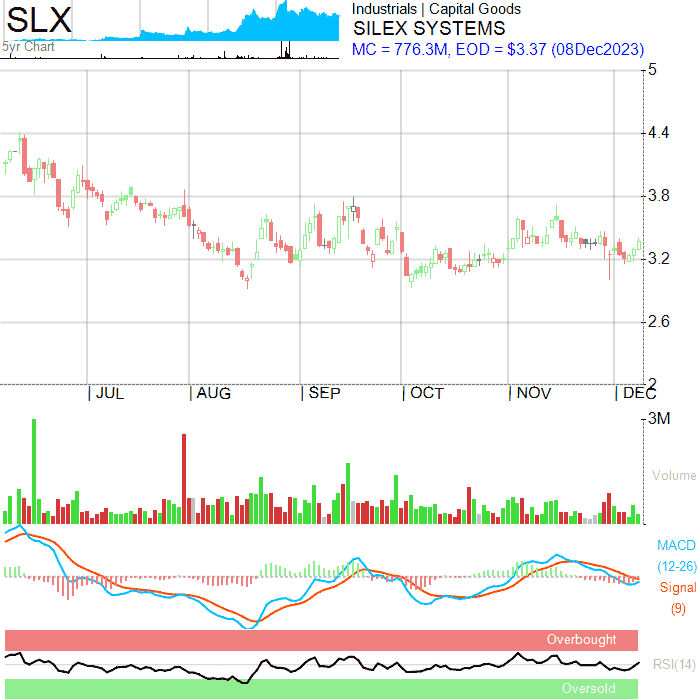 SLX
5yr Chart
Industrials | Capital Goods
SILEX SYSTEMS
MC = 776.3M, EOD = $3.37 (08Dec2023)
5
4.4
3.8
3.2
2.6
2
JUL AUG SEP OCT NOV DEC
3M
Volume
MACD
(12-26)
Signal
(9)
Overbought
RSI(14)
Oversold